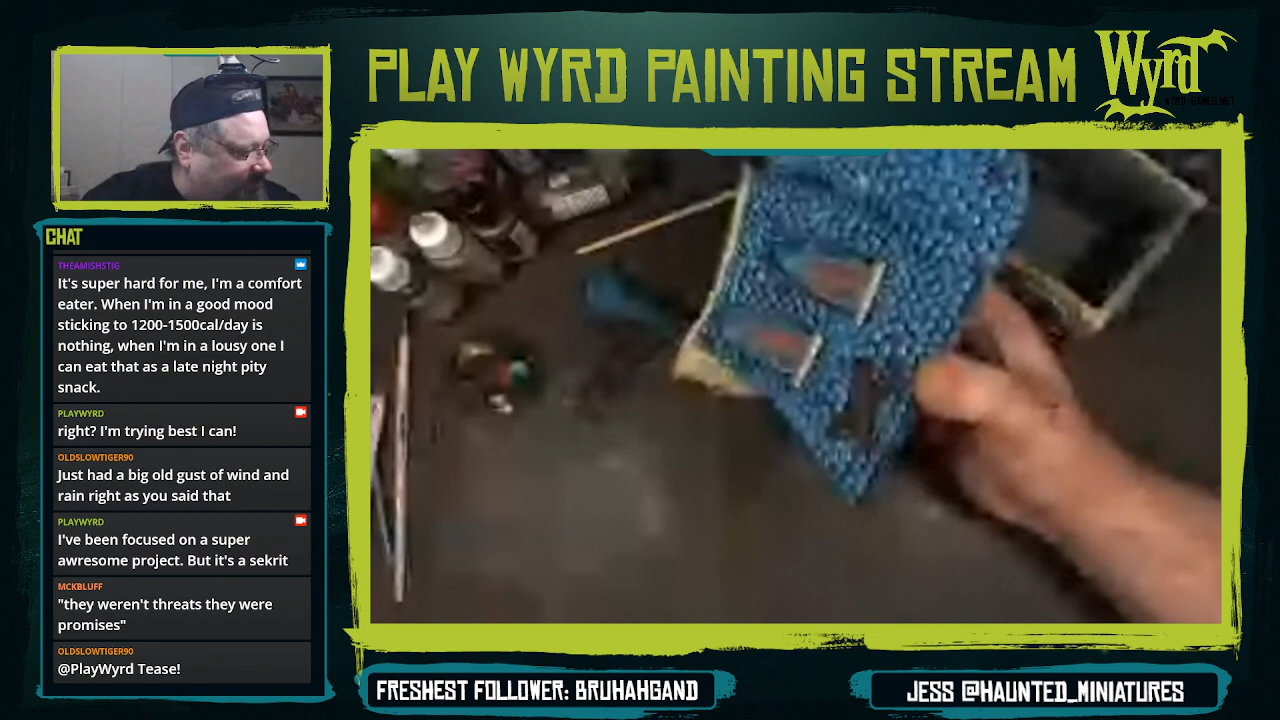 PLAY WYRD PAINTING STREAM
Wyrd
WYRD-GAMES.NET
CHAT
THEAMISHSTIG
It's super hard for me, I'm a comfort
eater. When I'm in a good mood
sticking to 1200-1500cal/day is
nothing, when I'm in a lousy one I
can eat that as a late night pity
snack.
PLAYWYRD
right? I'm trying best I can!
OLDSLOWTIGER90
Just had a big old gust of wind and
rain right as you said that
PLAYWYRD
I've been focused on a super
awresome project. But it's a sekrit
MCKBLUFF
"they weren't threats they were
promises"
OLDSLOWTIGER90
@PlayWyrd Tease!
FRESHEST FOLLOWER: BRUHAHGAND
JESS @HAUNTED_MINIATURES